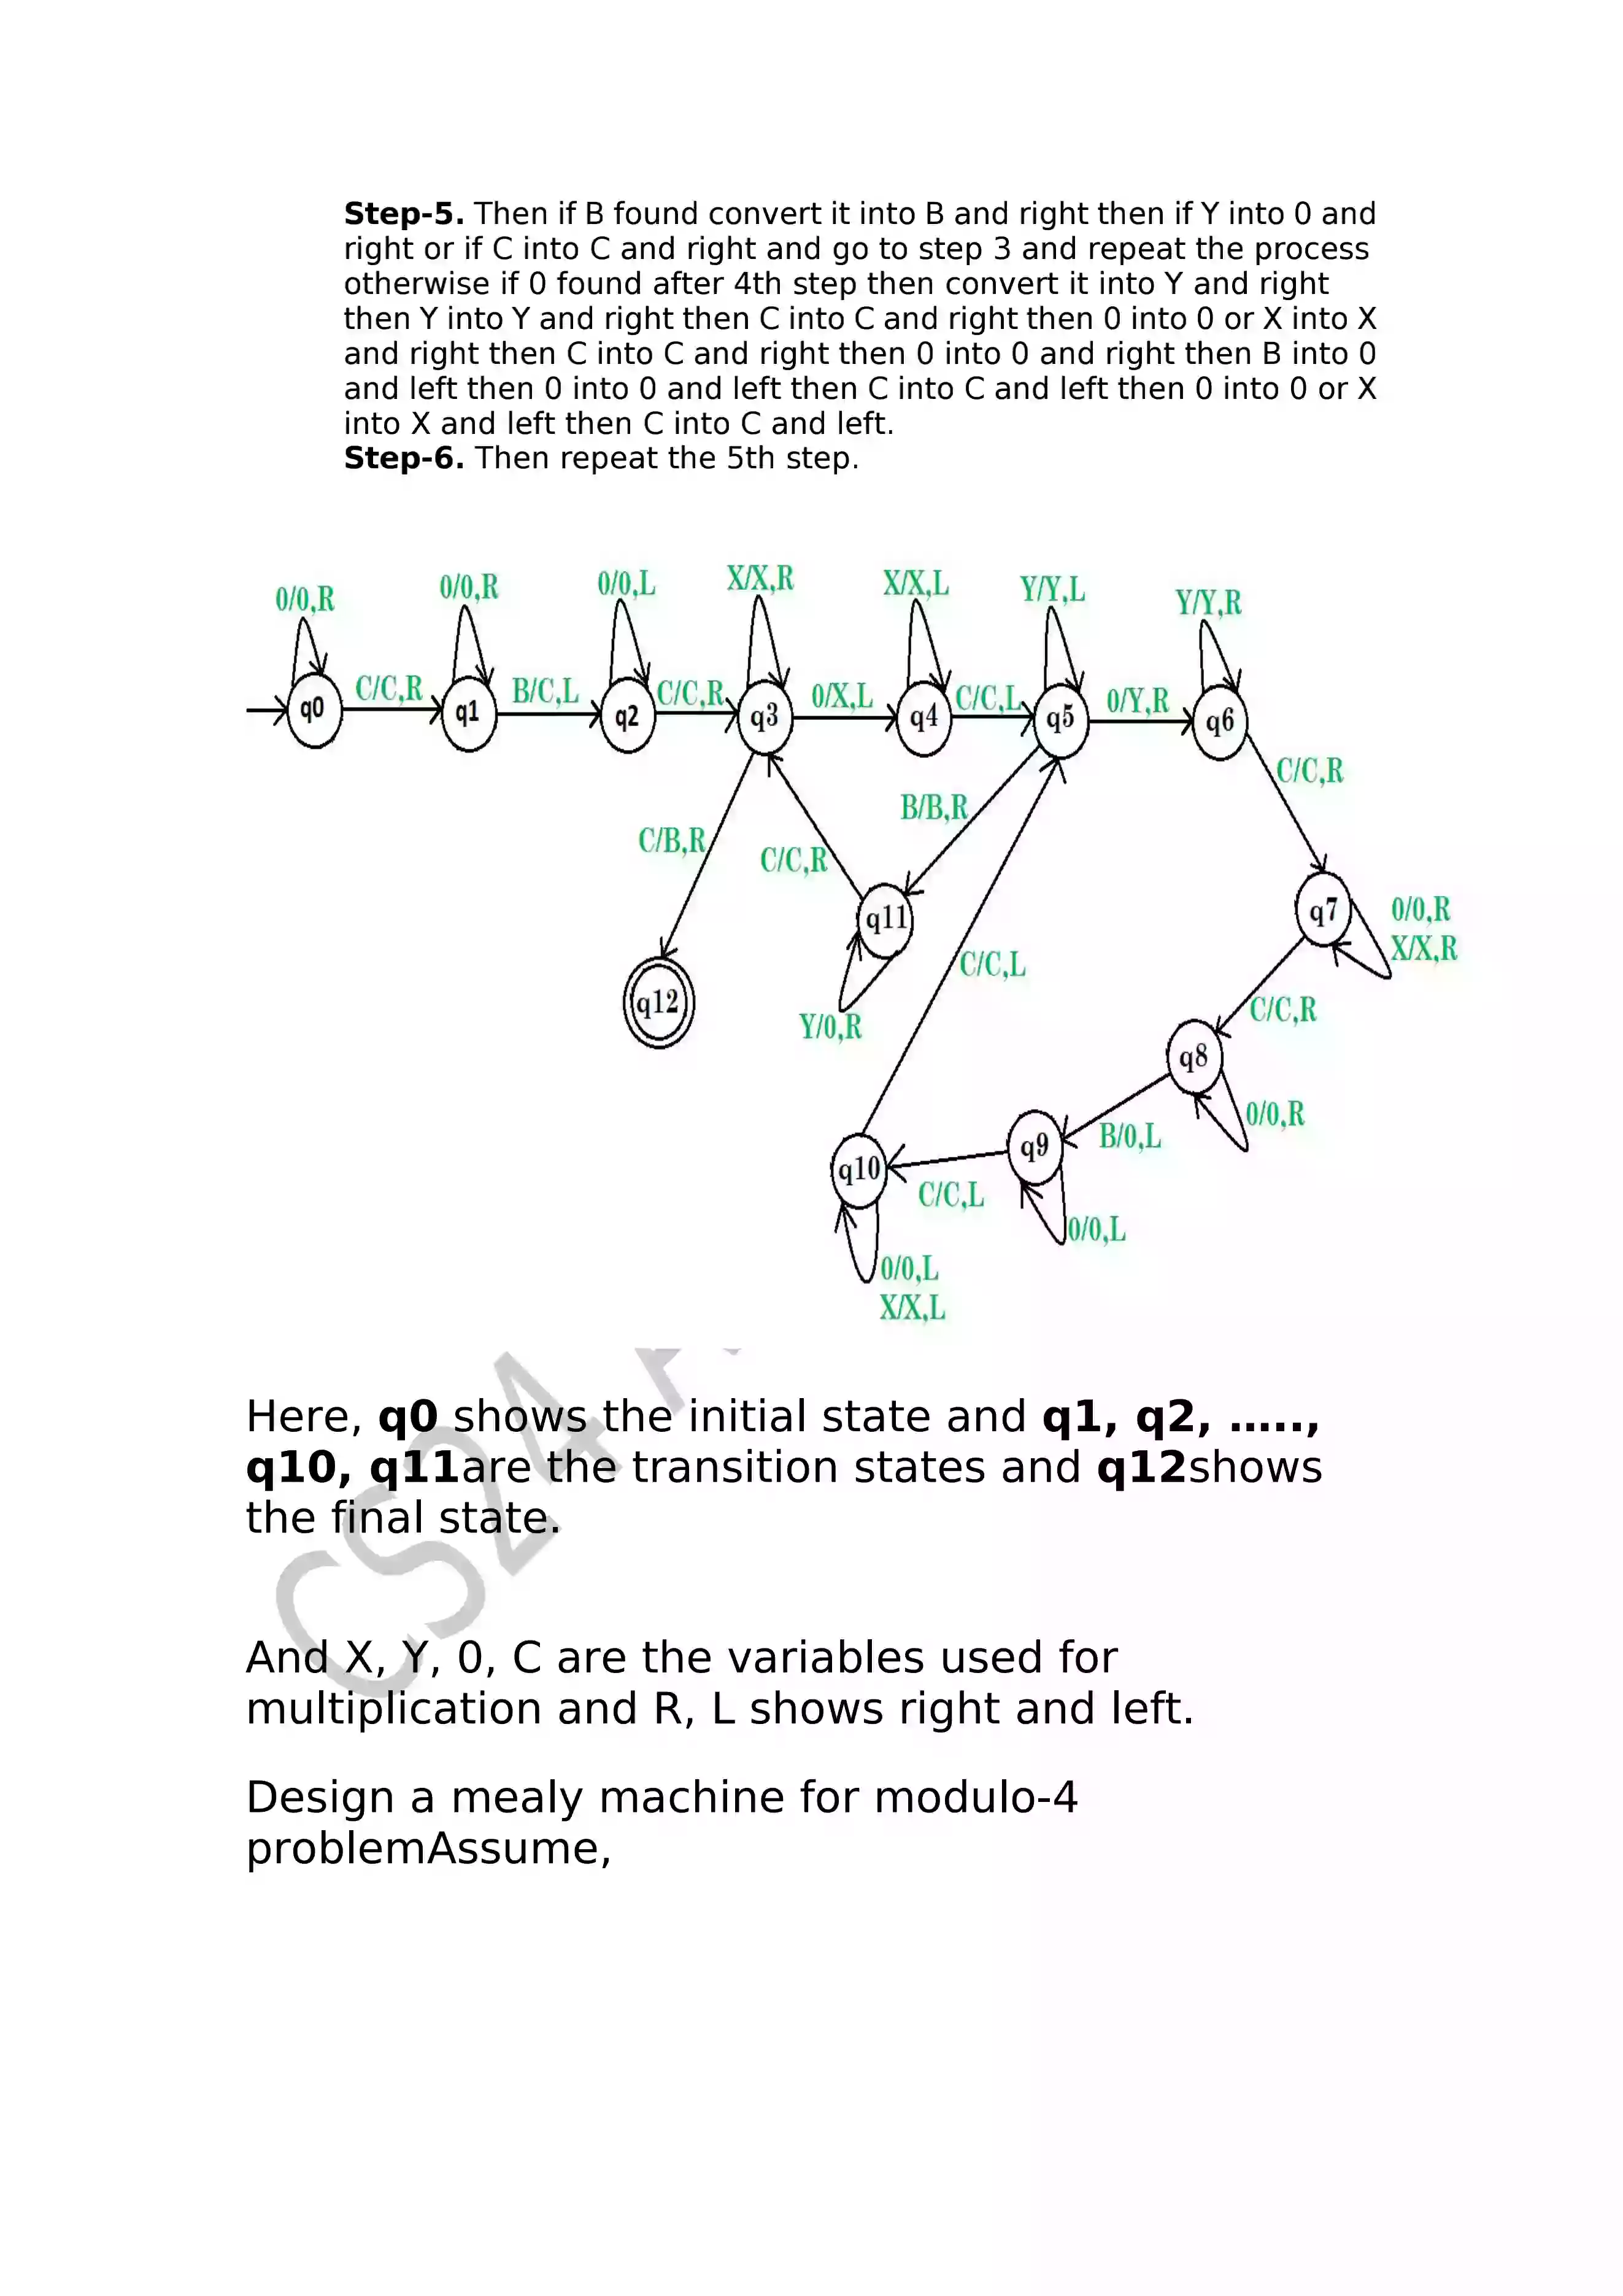 Step-5. Then if B found convert it into B and right then if Y into 0 and
right or if C into C and right and go to step 3 and repeat the process
otherwise if 0 found after 4th step then convert it into Y and right
then Y into Y and right then C into C and right then 0 into 0 or X into X
and right then C into C and right then 0 into 0 and right then B into 0
and left then 0 into 0 and left then C into C and left then 0 into 0 or X
into X and left then C into C and left.
Step-6. Then repeat the 5th step.
0/0,R
0/0,R
0/0,L
X/X,R
X/X,L
Y/Y,L
Y/Y,R
q0
C/C,R
q1
B/C,L
q2
C/C,R
q3
0/X,L
q4
C/C,L
q5
0/Y,R
q6
C/C,R
B/B,R
C/B,R
C/C,R
q11
q7
0/0,R
X/X,R
C/C,L
q12
Y/0,R
C/C,R
q8
0/0,R
B/0,L
q9
q10
C/C,L
0/0,L
0/0,L
X/X,L
Here, q0 shows the initial state and q1, q2, .....,
q10, q11are the transition states and q12shows
the final state.
CS24
And X, Y, 0, C are the variables used for
multiplication and R, L shows right and left.
Design a mealy machine for modulo-4
problemAssume,